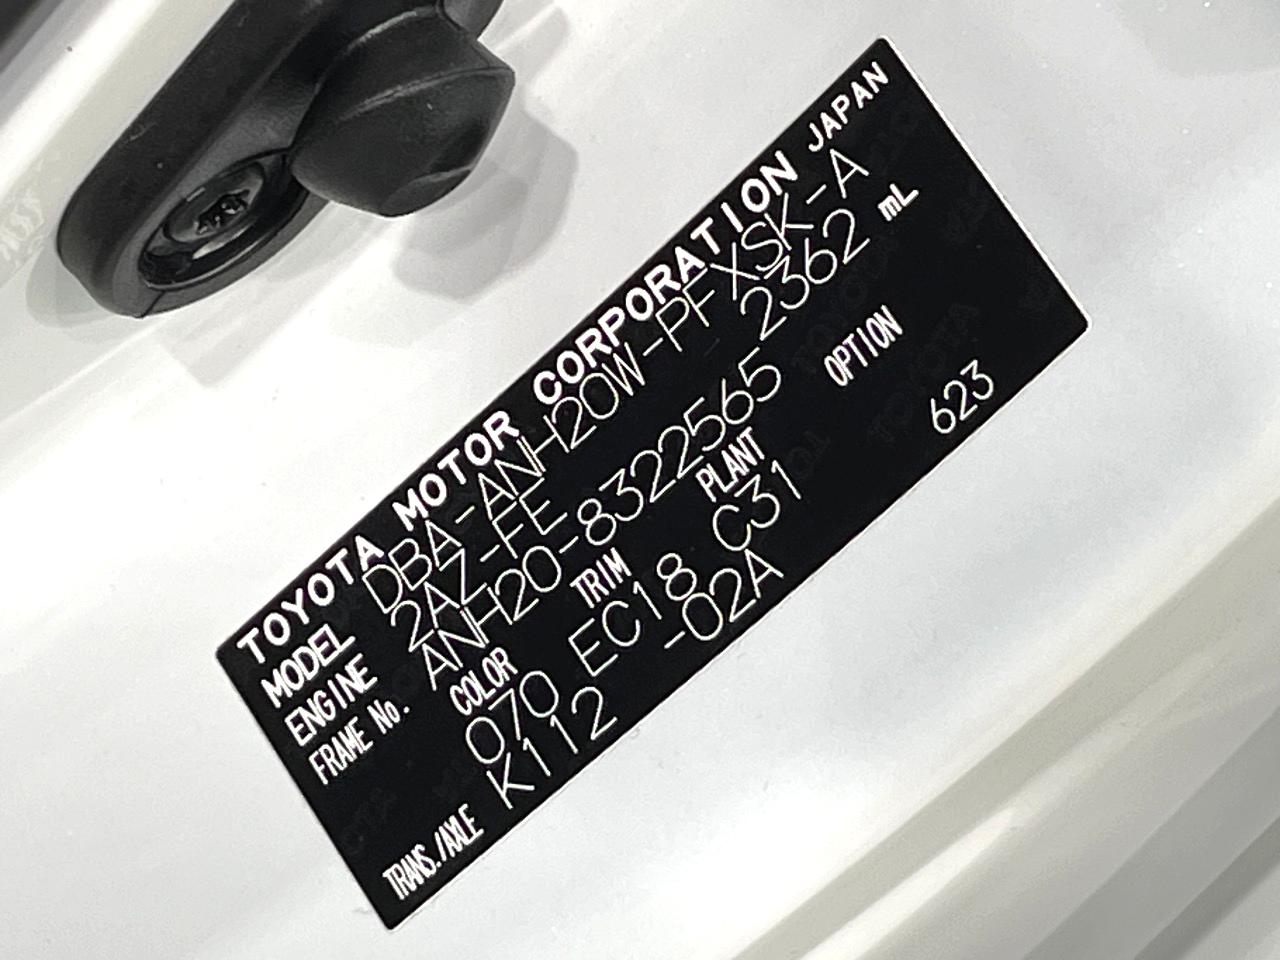 TOYOTA MOTOR CORPORATION JAPAN
MODEL DBA-ANH20W-PFXSK-A
ENGINE 2AZ-FE 2362 mL
FRAME No. ANH20-8322565
COLOR TRIM PLANT OPTION
070 EC18 C31 623
TRANS./AXLE K112 -02A